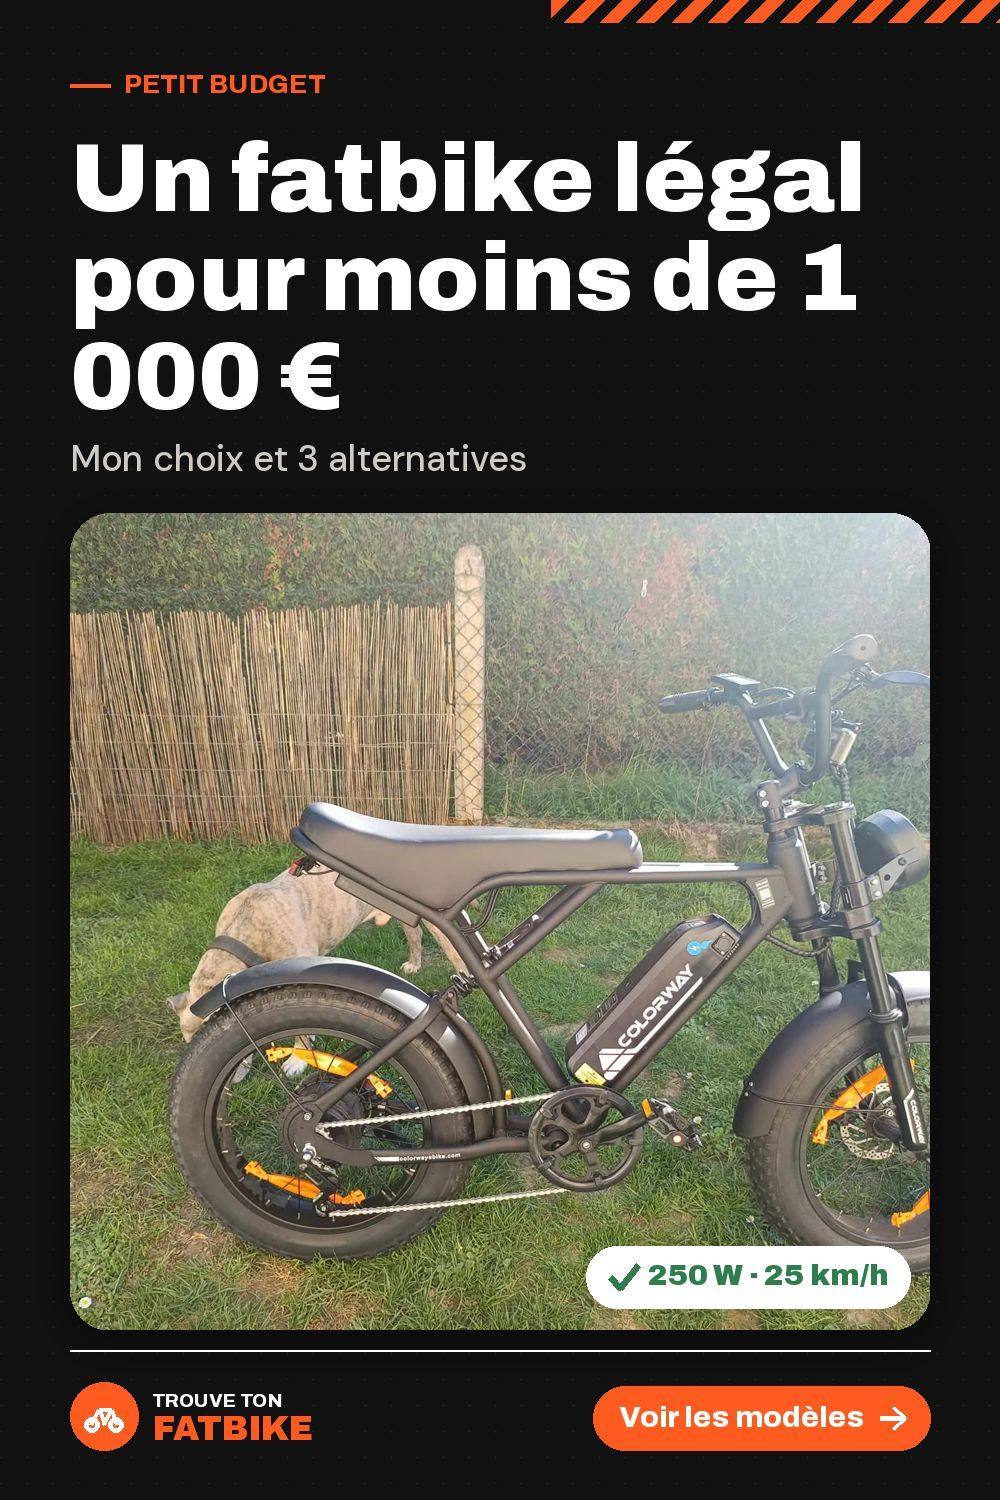 PETIT BUDGET
Un fatbike légal
pour moins de 1
000 €
Mon choix et 3 alternatives
COLORWAY
colorwayebike.com
COLORWAY
250 W · 25 km/h
TROUVE TON
FATBIKE
Voir les modèles →